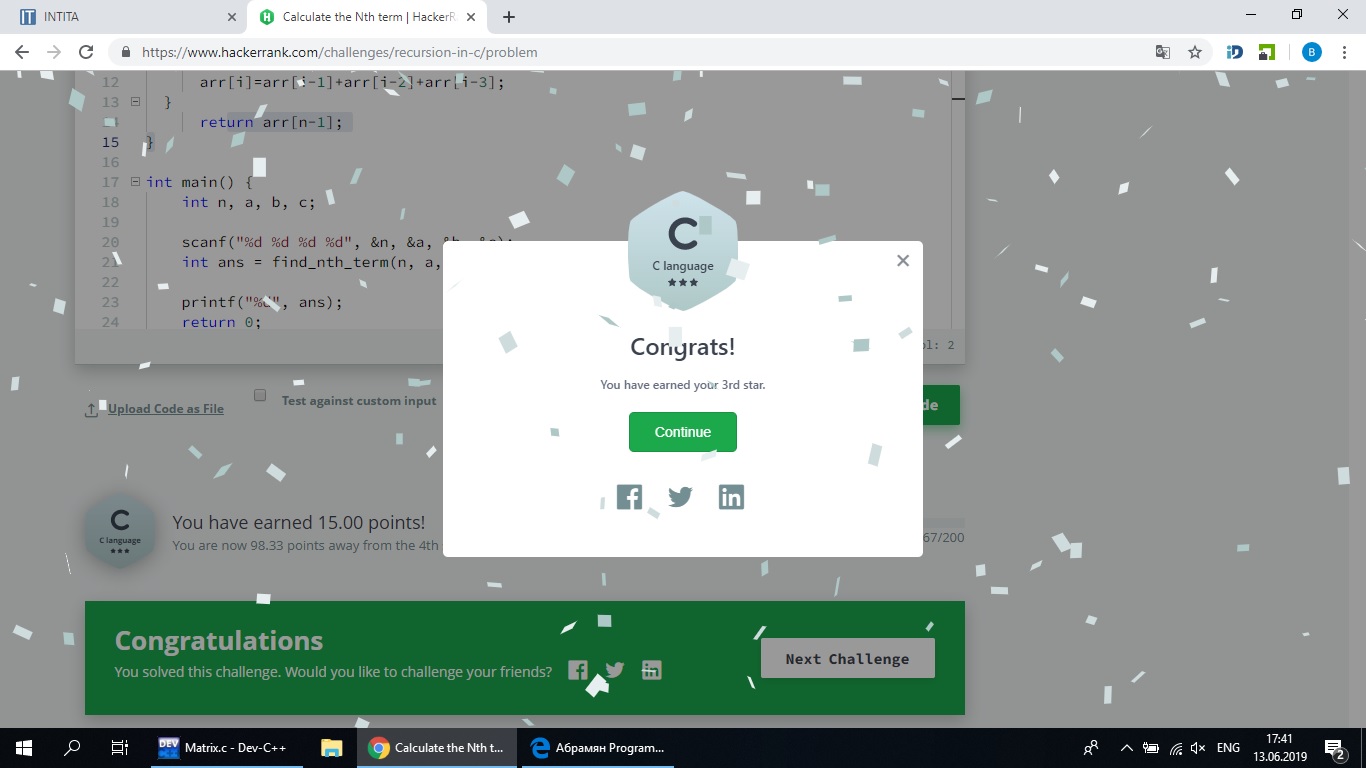 INTITA
Calculate the Nth term | HackerR
https://www.hackerrank.com/challenges/recursion-in-c/problem
B
12 arr[i]=arr[i-1]+arr[i-2]+arr[i-3];
13 }
14 return arr[n-1];
15 }
16
17 int main() {
18 int n, a, b, c;
19
20 scanf("%d %d %d %d", &n, &a, &b, &c);
21 int ans = find_nth_term(n, a,
22
23 printf("%d", ans);
24 return 0;
ol: 2
C
C language
Congrats!
You have earned your 3rd star.
Continue
Upload Code as File
Test against custom input
de
C
C language
You have earned 15.00 points!
You are now 98.33 points away from the 4th
67/200
Congratulations
You solved this challenge. Would you like to challenge your friends?
Next Challenge
Matrix.c - Dev-C++
Calculate the Nth t...
Абрамян Program...
ENG
17:41
13.06.2019
2